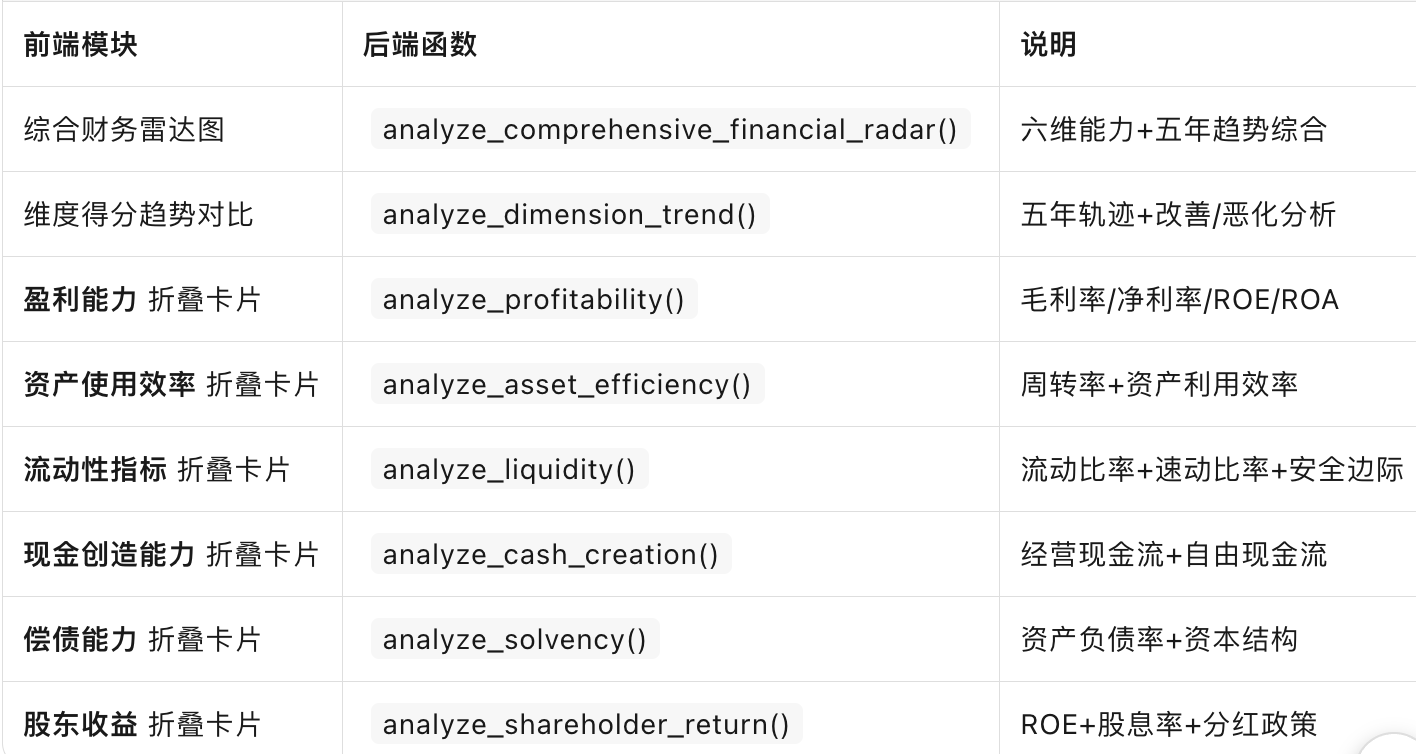 前端模块 后端函数 说明
综合财务雷达图 analyze_comprehensive_financial_radar() 六维能力+五年趋势综合
维度得分趋势对比 analyze_dimension_trend() 五年轨迹+改善/恶化分析
盈利能力 折叠卡片 analyze_profitability() 毛利率/净利率/ROE/ROA
资产使用效率 折叠卡片 analyze_asset_efficiency() 周转率+资产利用效率
流动性指标 折叠卡片 analyze_liquidity() 流动比率+速动比率+安全边际
现金创造能力 折叠卡片 analyze_cash_creation() 经营现金流+自由现金流
偿债能力 折叠卡片 analyze_solvency() 资产负债率+资本结构
股东收益 折叠卡片 analyze_shareholder_return() ROE+股息率+分红政策